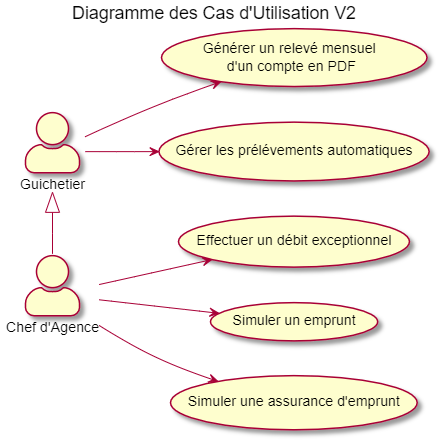 Diagramme des Cas d'Utilisation V2
Générer un relevé mensuel
d'un compte en PDF
Guichetier
Gérer les prélévements automatiques
Effectuer un débit exceptionnel
Chef d'Agence
Simuler un emprunt
Simuler une assurance d'emprunt